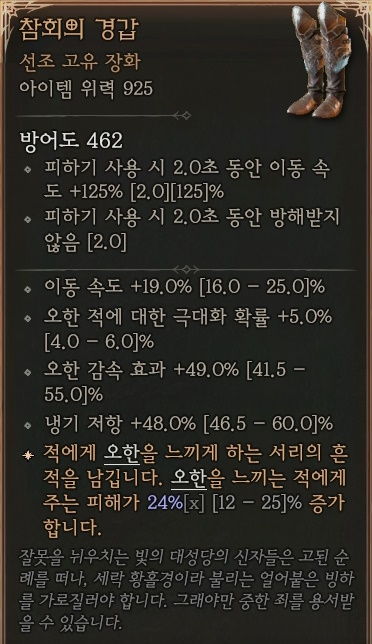 참회의 경갑
선조 고유 장화
아이템 위력 925
방어도 462
피하기 사용 시 2.0초 동안 이동 속
도 +125% [2.0][125]%
피하기 사용 시 2.0초 동안 방해받지
않음 [2.0]
이동 속도 +19.0% [16.0 – 25.0]%
오한 적에 대한 극대화 확률 +5.0%
[4.0 – 6.0]%
오한 감속 효과 +49.0% [41.5 –
55.0]%
냉기 저항 +48.0% [46.5 – 60.0]%
적에게 오한을 느끼게 하는 서리의 흔
적을 남깁니다. 오한을 느끼는 적에게
주는 피해가 24%[x] [12 – 25]% 증가
합니다.
잘못을 뉘우치는 빛의 대성당의 신자들은 고된 순
례를 떠나, 세락 황홀경이라 불리는 얼어붙은 빙하
를 가로질러야 합니다. 그래야만 중한 죄를 용서받
을 수 있습니다.